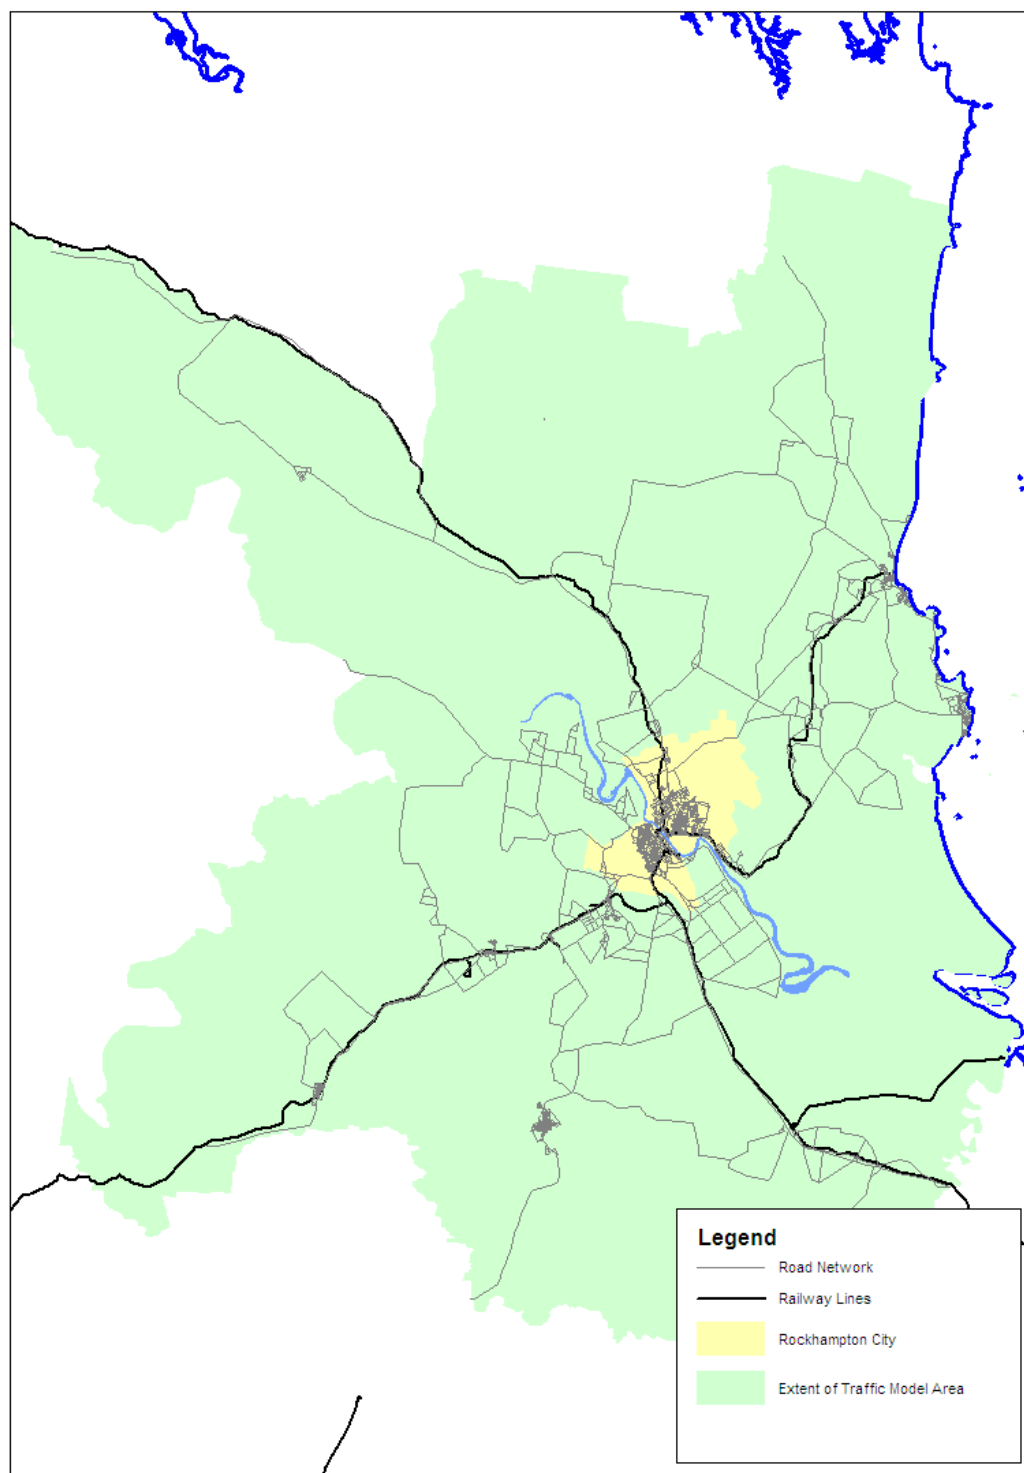 Legend
Road Network
Railway Lines
Rockhampton City
Extent of Traffic Model Area